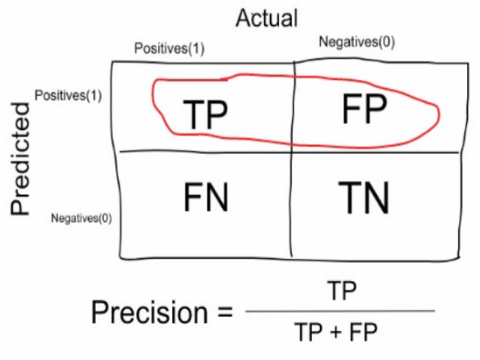 Actual
Positives(1) Negatives(0)
Predicted
Positives(1) TP FP
Negatives(0) FN TN
Precision = TP
TP + FP